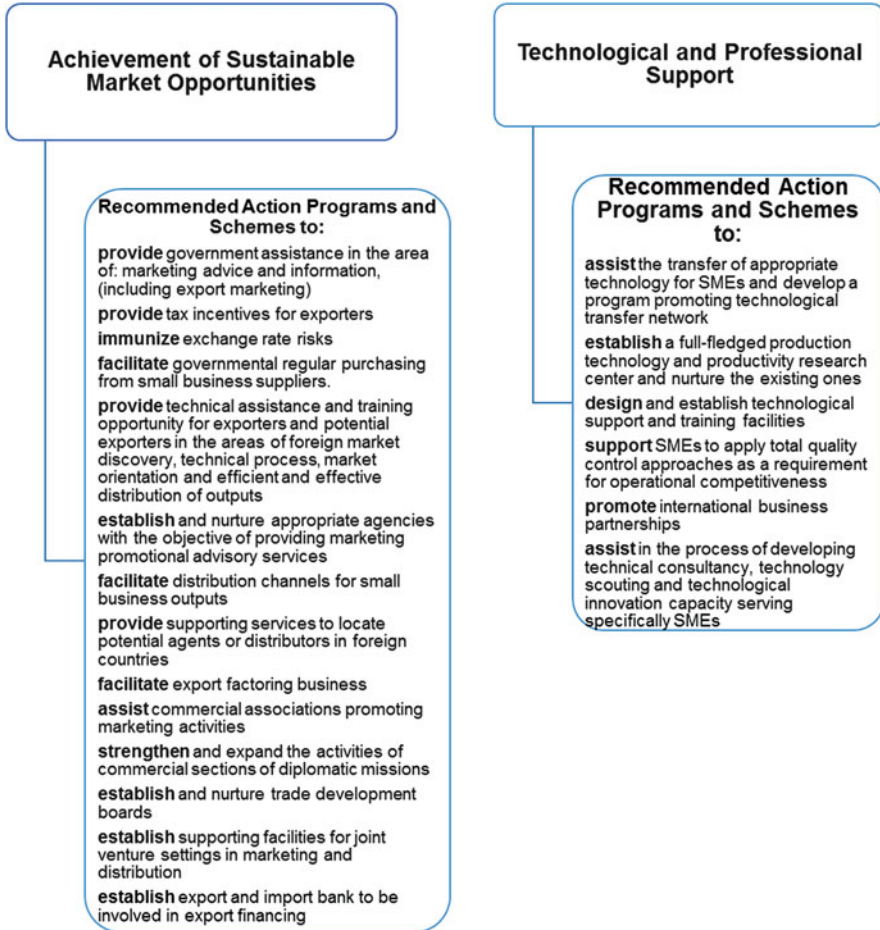 Achievement of Sustainable
Market Opportunities
Recommended Action Programs and
Schemes to:
provide government assistance in the area
of: marketing advice and information,
(including export marketing)
provide tax incentives for exporters
immunize exchange rate risks
facilitate governmental regular purchasing
from small business suppliers.
provide technical assistance and training
opportunity for exporters and potential
exporters in the areas of foreign market
discovery, technical process, market
orientation and efficient and effective
distribution of outputs
establish and nurture appropriate agencies
with the objective of providing marketing
promotional advisory services
facilitate distribution channels for small
business outputs
provide supporting services to locate
potential agents or distributors in foreign
countries
facilitate export factoring business
assist commercial associations promoting
marketing activities
strengthen and expand the activities of
commercial sections of diplomatic missions
establish and nurture trade development
boards
establish supporting facilities for joint
venture settings in marketing and
distribution
establish export and import bank to be
involved in export financing
Technological and Professional
Support
Recommended Action
Programs and Schemes
to:
assist the transfer of appropriate
technology for SMEs and develop a
program promoting technological
transfer network
establish a full-fledged production
technology and productivity research
center and nurture the existing ones
design and establish technological
support and training facilities
support SMEs to apply total quality
control approaches as a requirement
for operational competitiveness
promote international business
partnerships
assist in the process of developing
technical consultancy, technology
scouting and technological
innovation capacity serving
specifically SMEs